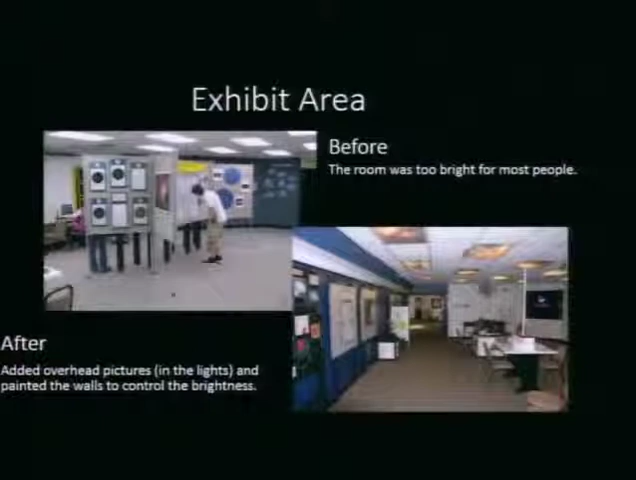 Exhibit Area
Before
The room was too bright for most people.
After
Added overhead pictures (in the lights) and
painted the walls to control the brightness.